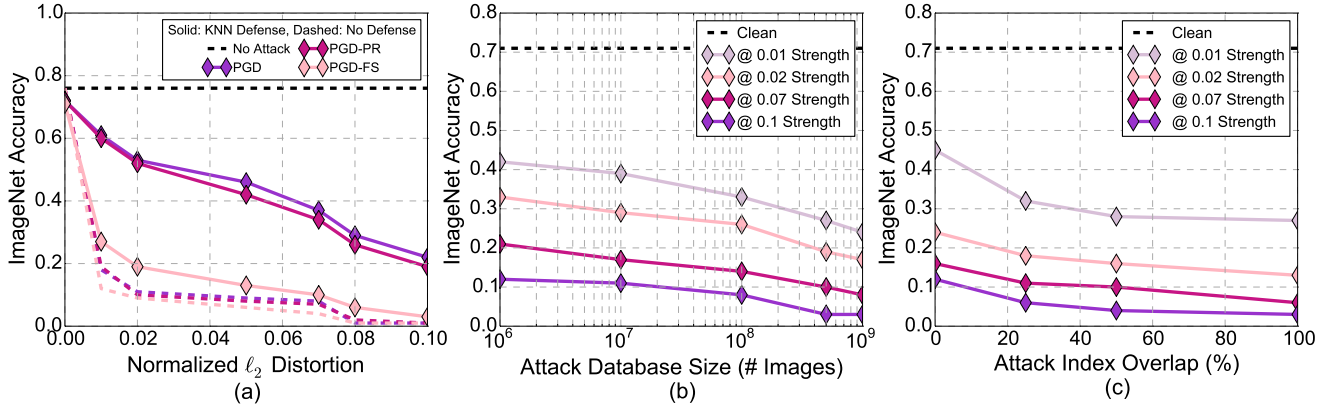 Solid: KNN Defense, Dashed: No Defense
No Attack
PGD
PGD-PR
PGD-FS
1.0
0.8
0.6
0.4
0.2
0.0
ImageNet Accuracy
0.00
0.02
0.04
0.06
0.08
0.10
Normalized ℓ2 Distortion
(a)
Clean
@ 0.01 Strength
@ 0.02 Strength
@ 0.07 Strength
@ 0.1 Strength
0.8
0.7
0.6
0.5
0.4
0.3
0.2
0.1
0.0
ImageNet Accuracy
10^6
10^7
10^8
10^9
Attack Database Size (# Images)
(b)
Clean
@ 0.01 Strength
@ 0.02 Strength
@ 0.07 Strength
@ 0.1 Strength
0.8
0.7
0.6
0.5
0.4
0.3
0.2
0.1
0.0
ImageNet Accuracy
0
20
40
60
80
100
Attack Index Overlap (%)
(c)